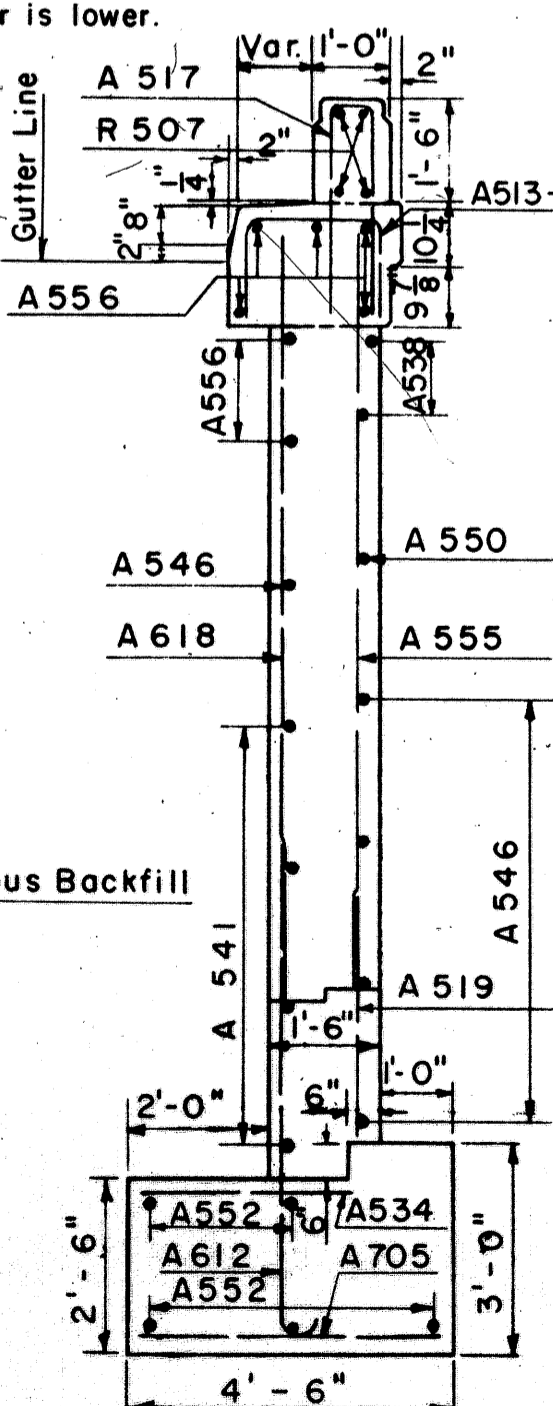 r is lower.
Var.
1'-0"
2"
A 517
R 507
2"
1'-6"
Gutter Line
1 1/4"
8"
2"
A513-
10 1/4
A 556
9 7/8"
A556
A538
A 546
A 550
A 618
A 555
us Backfill
A 541
A 546
A 519
1'-6"
1'-0"
6"
2'-0"
A552
6"
A534
2'-6"
A612
A705
3'-0"
A552
4'-6"